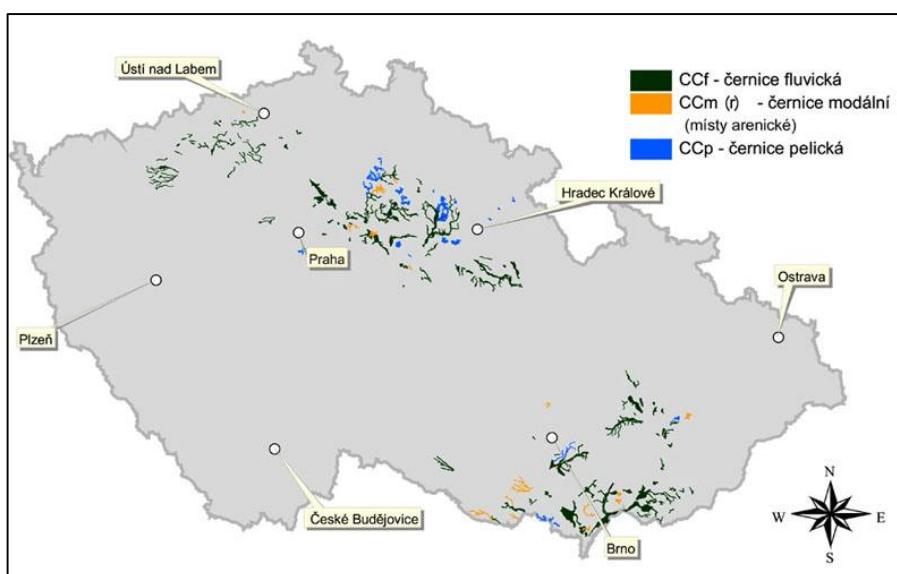 Ústí nad Labem
CCf - černice fluvická
CCm (r) - černice modální
(místy arenické)
CCp - černice pelická
Hradec Králové
Praha
Ostrava
Plzeň
České Budějovice
Brno
N
W E
S